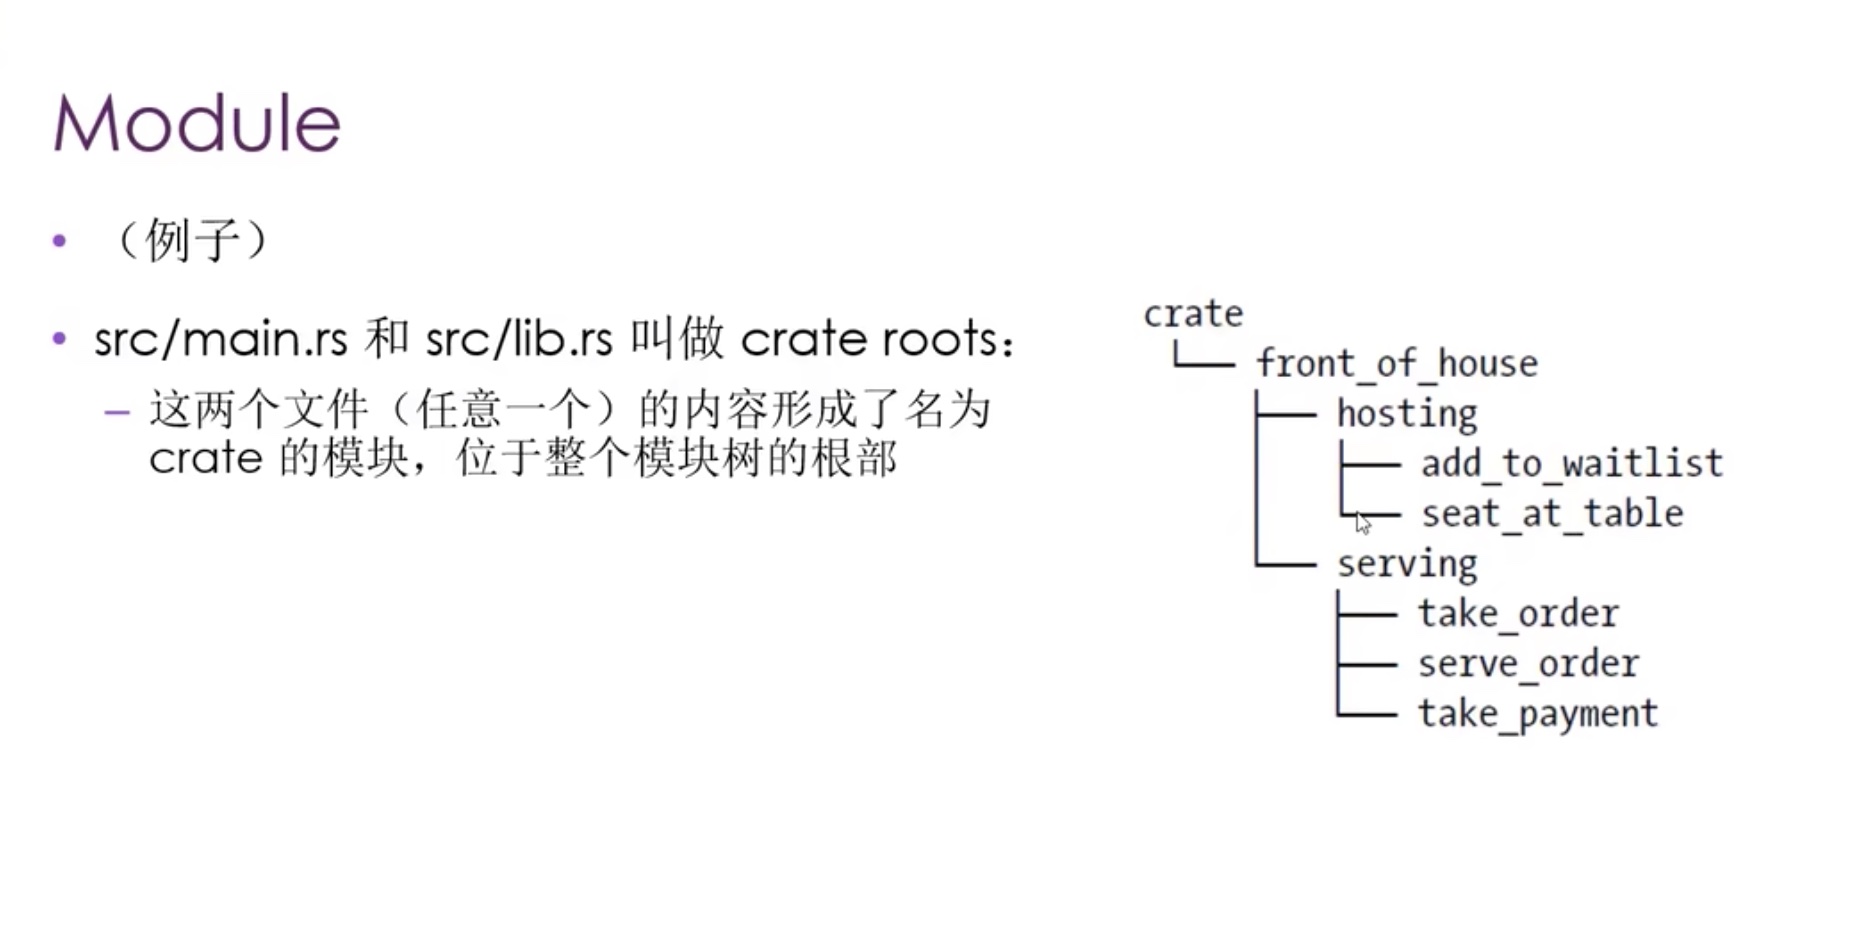 Module
（例子）
src/main.rs 和 src/lib.rs 叫做 crate roots：
这两个文件（任意一个）的内容形成了名为
crate 的模块，位于整个模块树的根部
crate
front_of_house
hosting
add_to_waitlist
seat_at_table
serving
take_order
serve_order
take_payment